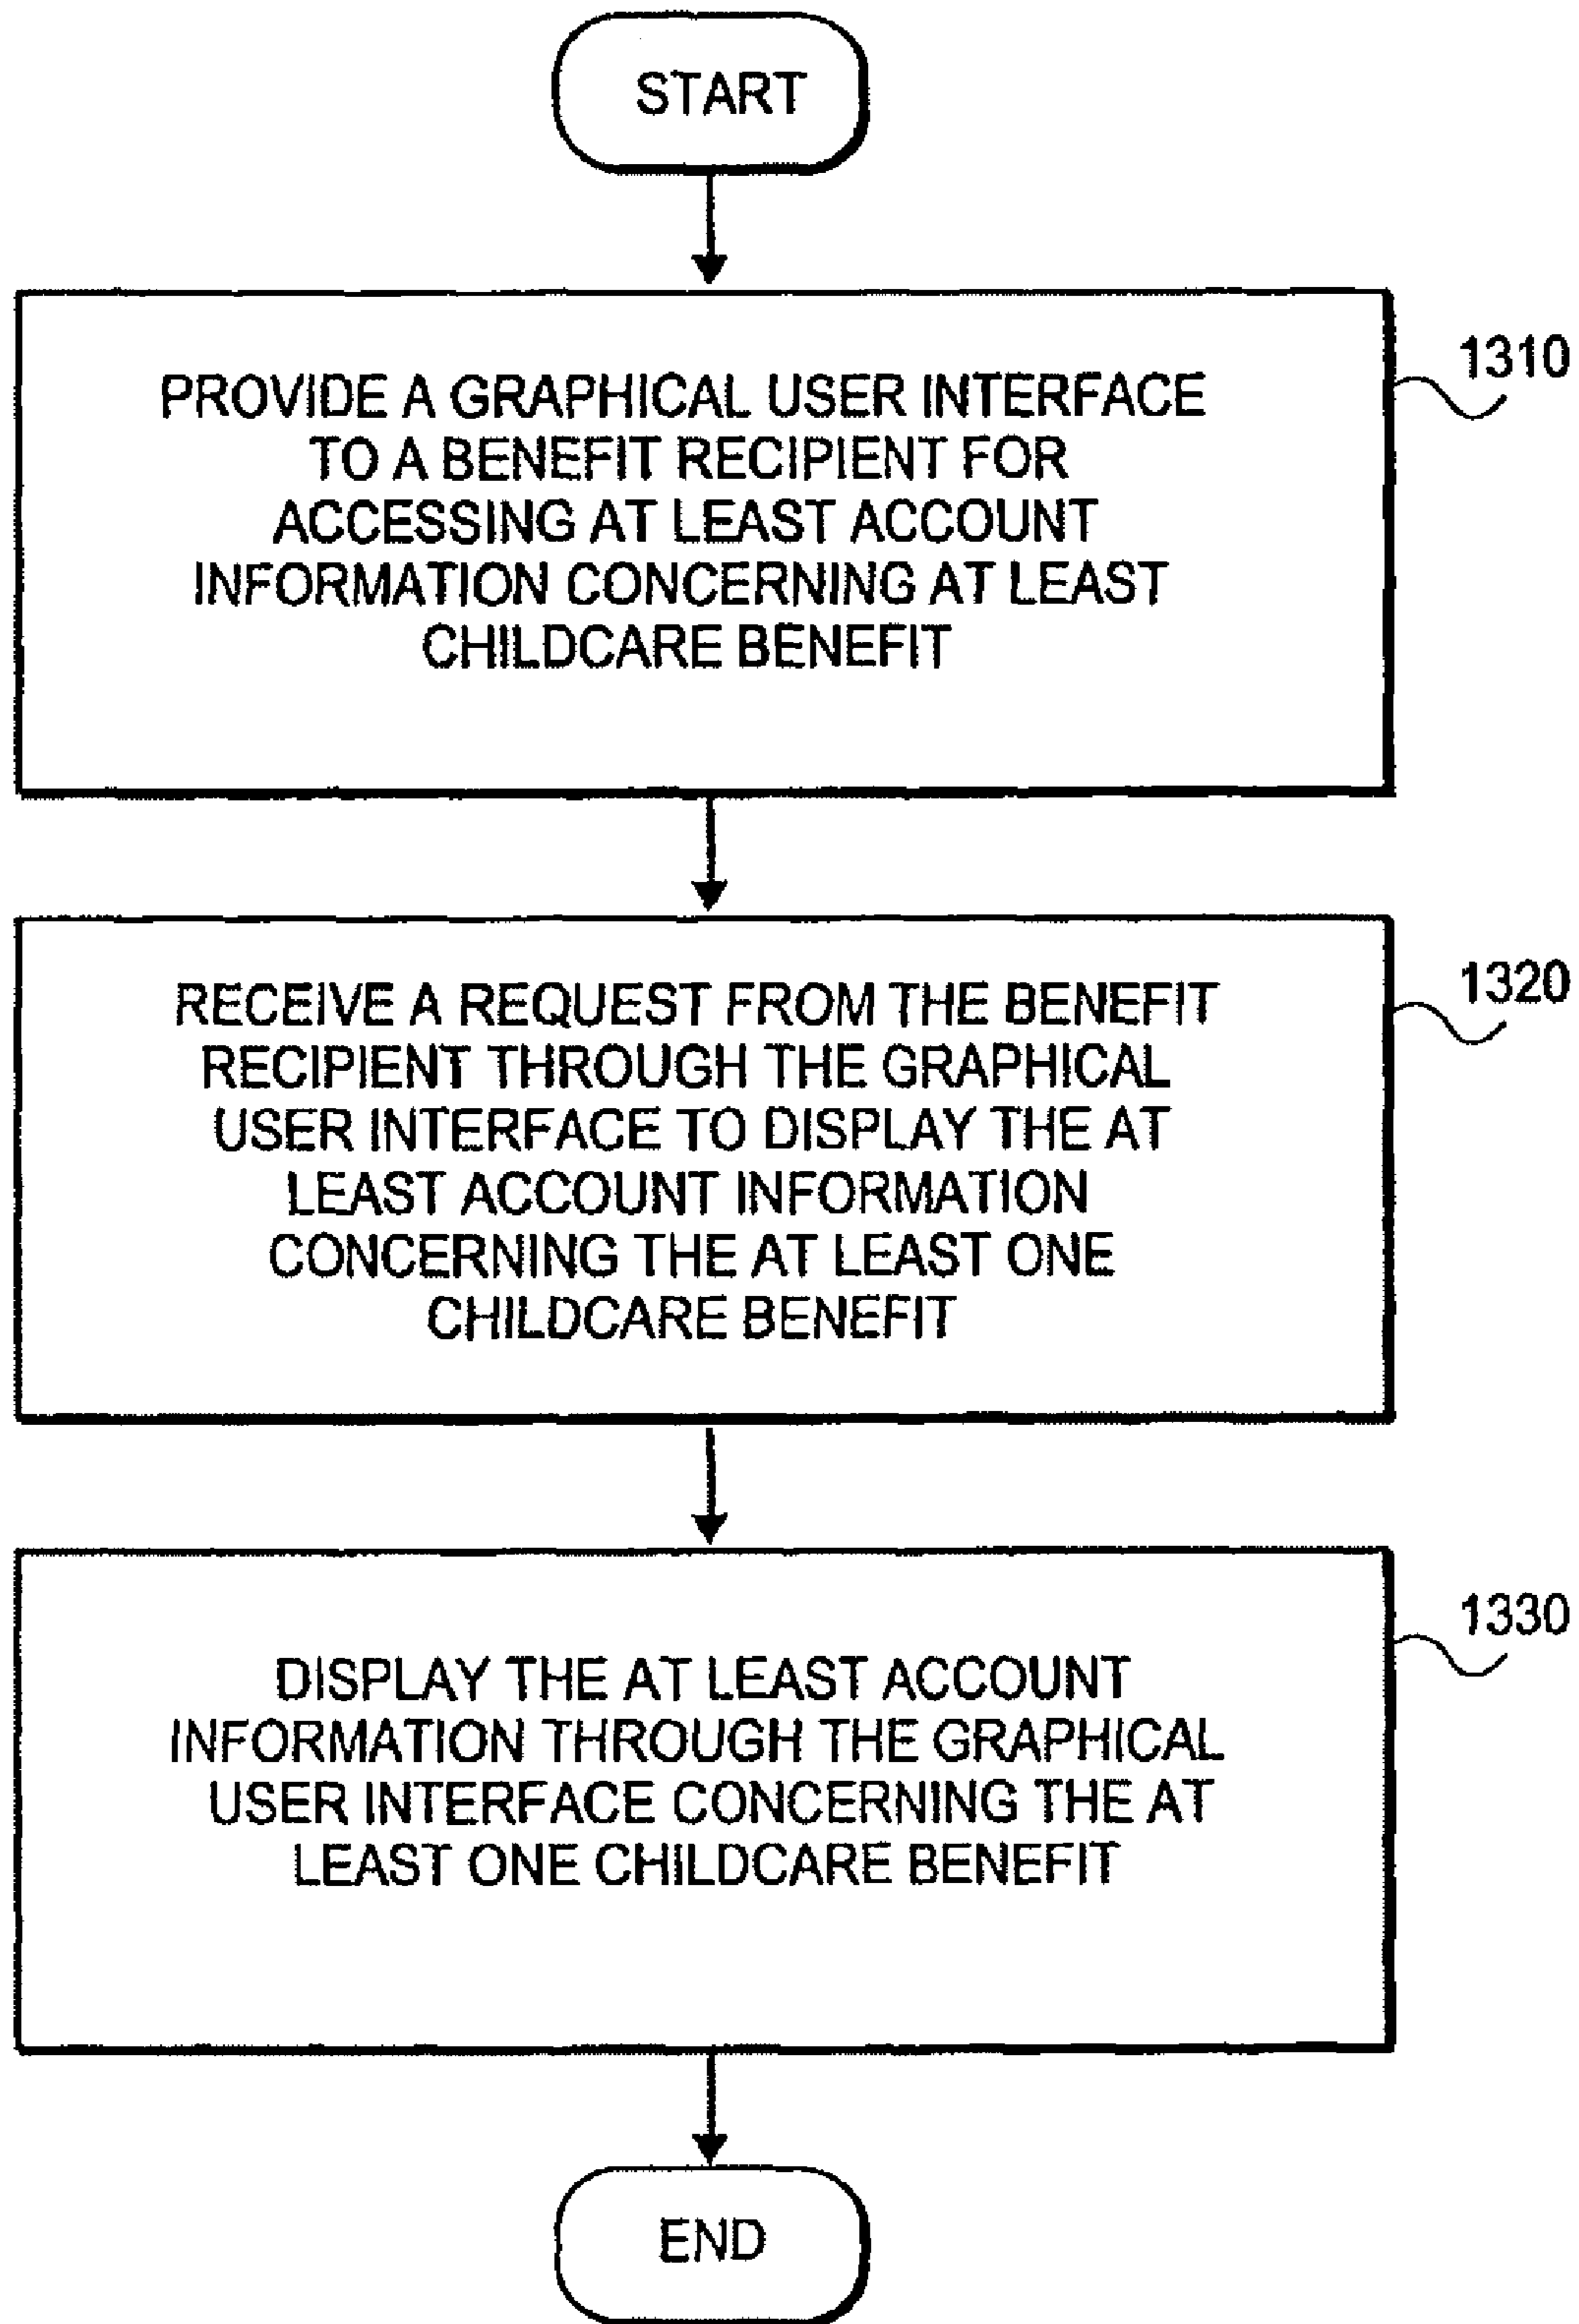 START
PROVIDE A GRAPHICAL USER INTERFACE
TO A BENEFIT RECIPIENT FOR
ACCESSING AT LEAST ACCOUNT
INFORMATION CONCERNING AT LEAST
CHILDCARE BENEFIT
1310
RECEIVE A REQUEST FROM THE BENEFIT
RECIPIENT THROUGH THE GRAPHICAL
USER INTERFACE TO DISPLAY THE AT
LEAST ACCOUNT INFORMATION
CONCERNING THE AT LEAST ONE
CHILDCARE BENEFIT
1320
DISPLAY THE AT LEAST ACCOUNT
INFORMATION THROUGH THE GRAPHICAL
USER INTERFACE CONCERNING THE AT
LEAST ONE CHILDCARE BENEFIT
1330
END